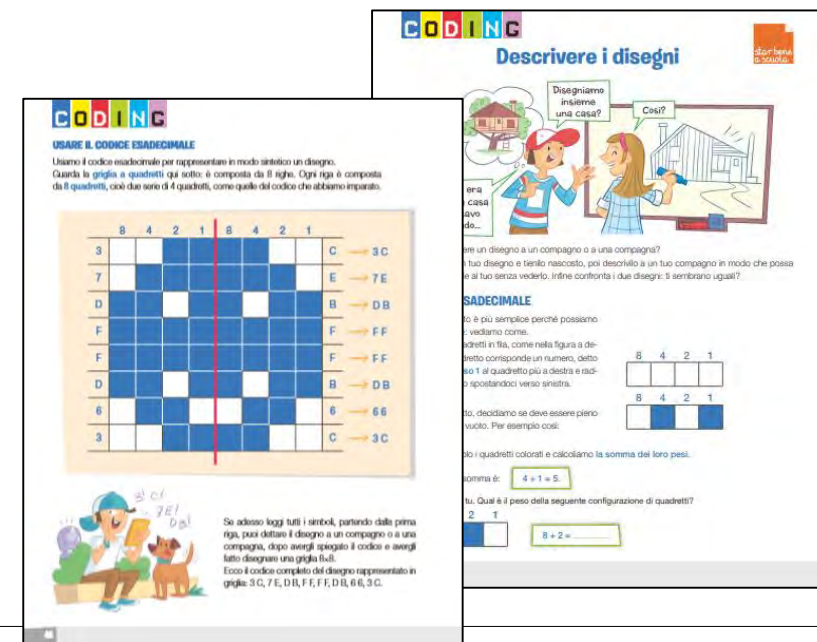 CODING
USARE IL CODICE ESADECIMALE
Usiamo il codice esadecimale per rappresentare in modo sintetico un disegno.
Guarda la griglia a quadretti qui sotto: è composta da 8 righe. Ogni riga è composta
da 8 quadretti, cioè due serie di 4 quadretti, come quelle del codice che abbiamo imparato.
8 4 2 1 8 4 2 1
3 C → 3 C
7 E → 7 E
D B → D B
F F → F F
F F → F F
D B → D B
6 6 → 6 6
3 C → 3 C
3! C!
7E!
DB!
Se adesso leggi tutti i simboli, partendo dalla prima
riga, puoi dettare il disegno a un compagno o a una
compagna, dopo avergli spiegato il codice e avergli
fatto disegnare una griglia 8x8.
Ecco il codice completo del disegno rappresentato in
griglia: 3 C, 7 E, D B, F F, F F, D B, 6 6, 3 C.
CODING
Descrivere i disegni
star bene
a scuola
Disegniamo
insieme
una casa?
Così?
era
casa
do...
ere un disegno a un compagno o a una compagna?
tuo disegno e tienilo nascosto, poi descrivilo a un tuo compagno in modo che possa
e al tuo senza vederlo. Infine confronta i due disegni: ti sembrano uguali?
SADECIMALE
to è più semplice perché possiamo
: vediamo come.
adretti in fila, come nella figura a de-
dretto corrisponde un numero, detto
so 1 al quadretto più a destra e rad-
o spostandoci verso sinistra.
8 4 2 1
tto, decidiamo se deve essere pieno
vuoto. Per esempio così:
8 4 2 1
olo i quadretti colorati e calcoliamo la somma dei loro pesi.
somma è: 4 + 1 = 5.
tu. Qual è il peso della seguente configurazione di quadretti?
2 1
8 + 2 =